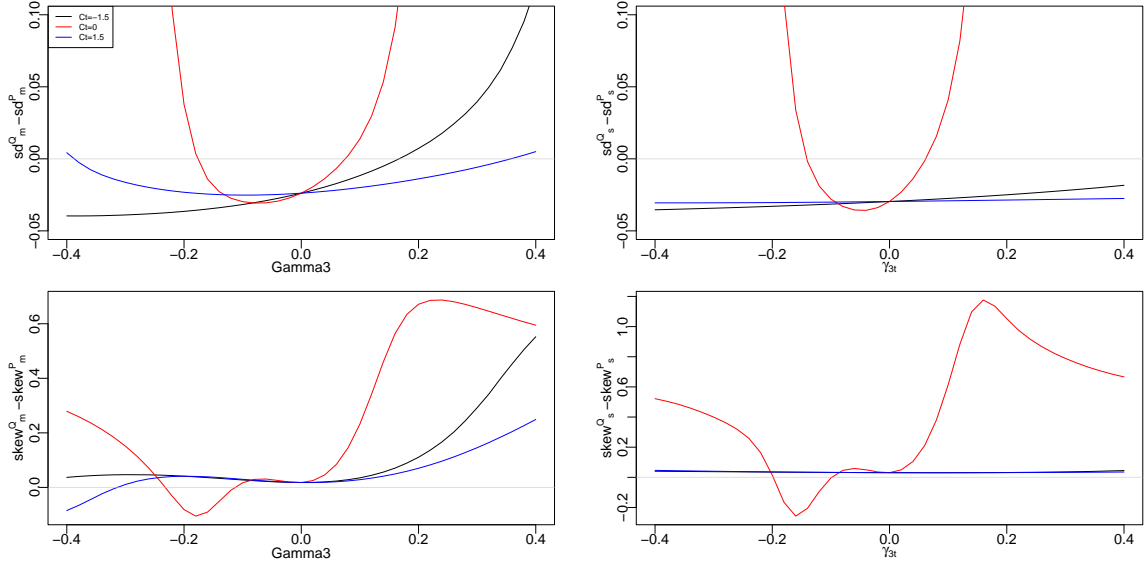 sd^Q_m − sd^P_m
0.10
0.05
0.00
−0.05
Ct=−1.5
Ct=0
Ct=1.5
−0.4 −0.2 0.0 0.2 0.4
Gamma3
sd^Q_s − sd^P_s
0.10
0.05
0.00
−0.05
−0.4 −0.2 0.0 0.2 0.4
γ_3t
skew^Q_m − skew^P_m
0.6
0.4
0.2
0.0
−0.4 −0.2 0.0 0.2 0.4
Gamma3
skew^Q_s − skew^P_s
1.0
0.6
0.2
−0.2
−0.4 −0.2 0.0 0.2 0.4
γ_3t